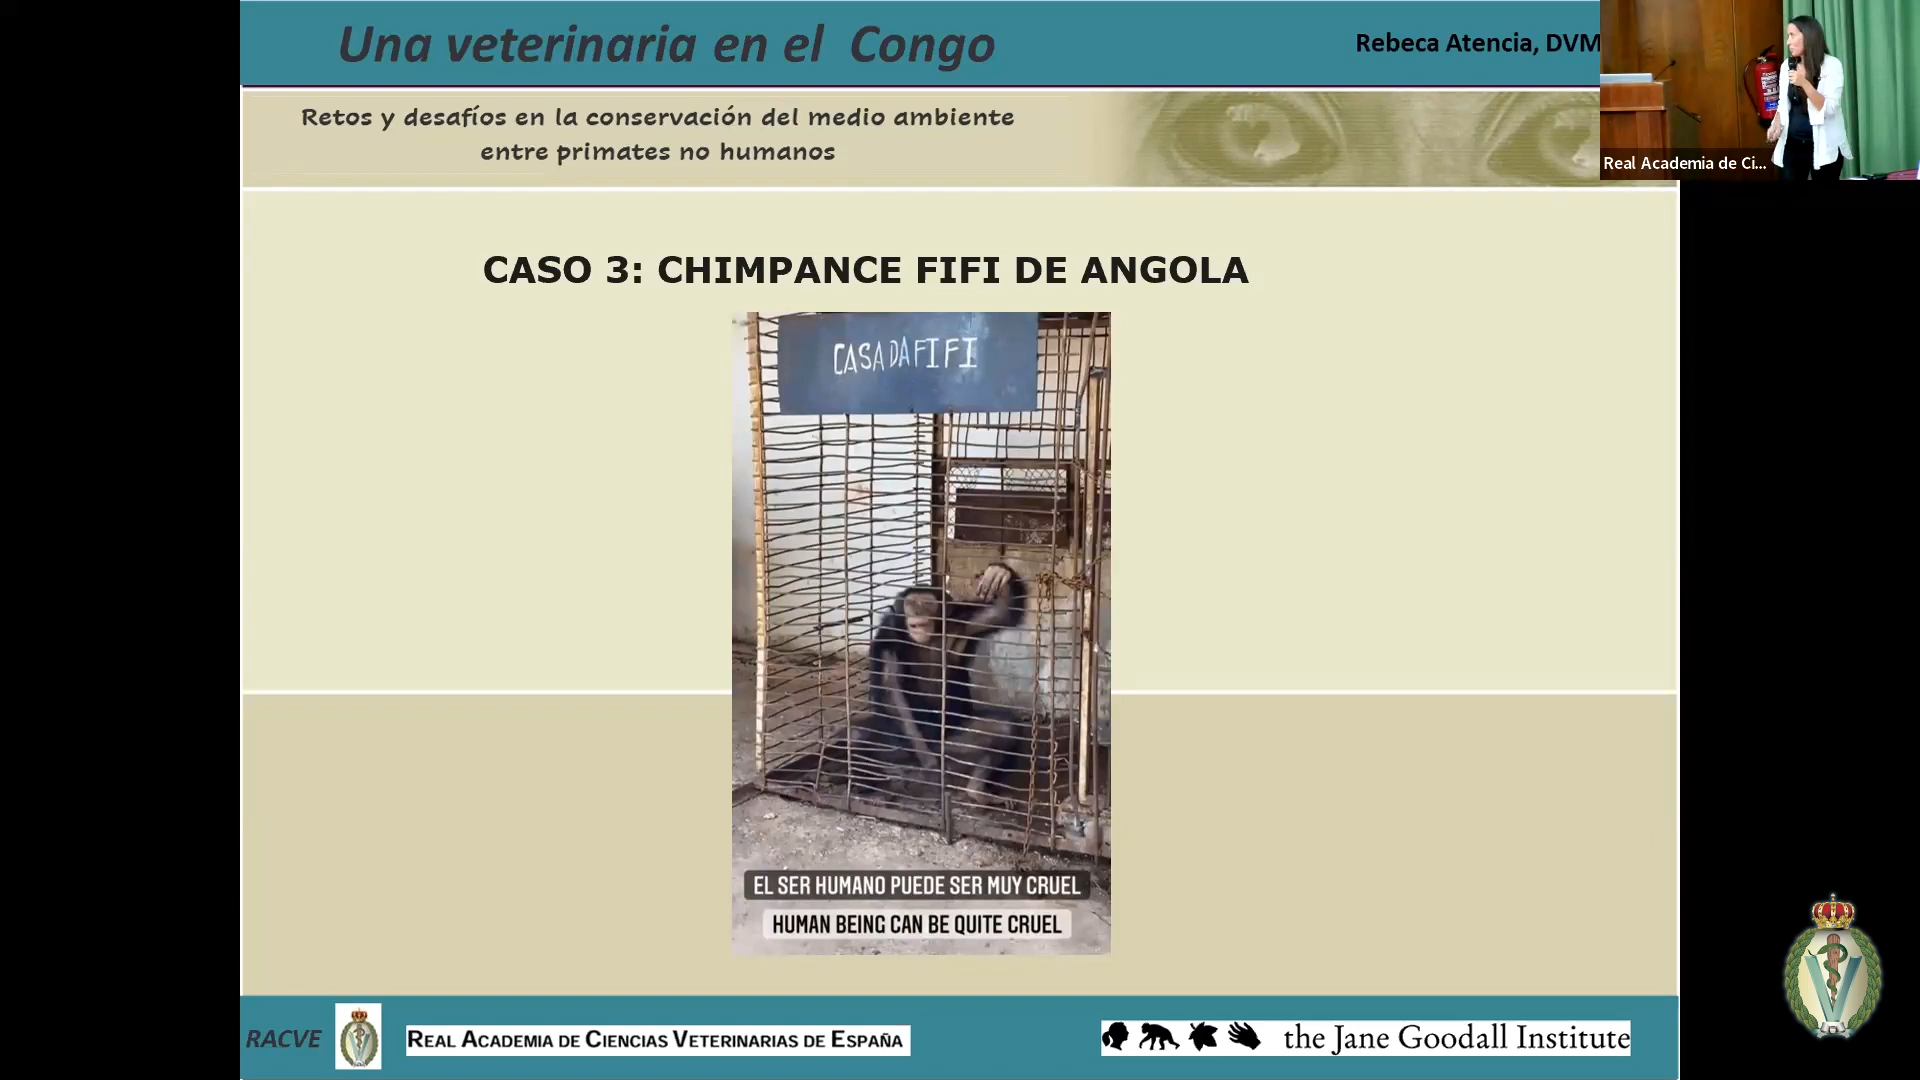 Una veterinaria en el Congo
Rebeca Atencia, DVM
Retos y desafíos en la conservación del medio ambiente
entre primates no humanos
Real Academia de Ci...
CASO 3: CHIMPANCE FIFI DE ANGOLA
CASA DA FIFI
EL SER HUMANO PUEDE SER MUY CRUEL
HUMAN BEING CAN BE QUITE CRUEL
RACVE
REAL ACADEMIA DE CIENCIAS VETERINARIAS DE ESPAÑA
the Jane Goodall Institute